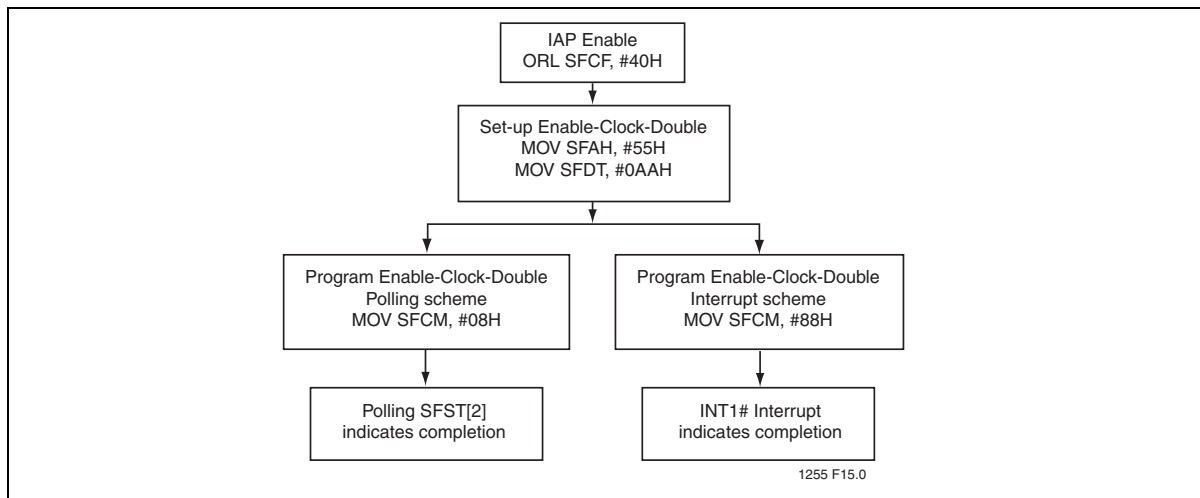 IAP Enable
ORL SFCF, #40H
Set-up Enable-Clock-Double
MOV SFAH, #55H
MOV SFDT, #0AAH
Program Enable-Clock-Double
Polling scheme
MOV SFCM, #08H
Program Enable-Clock-Double
Interrupt scheme
MOV SFCM, #88H
Polling SFST[2]
indicates completion
INT1# Interrupt
indicates completion
1255 F15.0